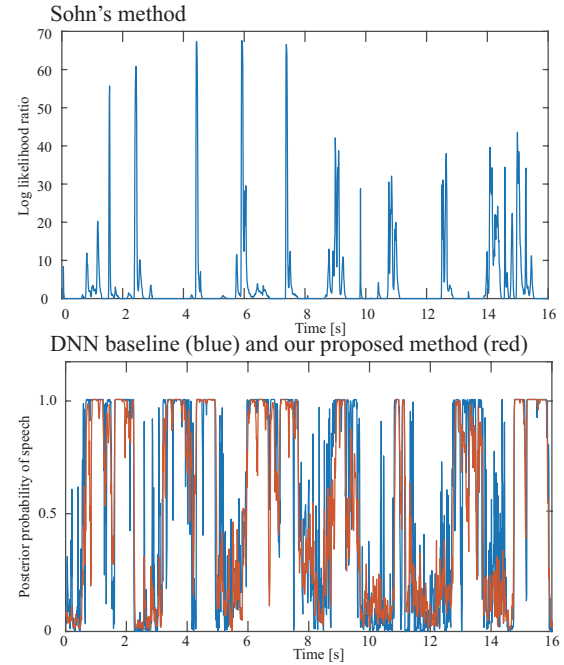 Sohn's method
70
60
50
40
30
20
10
0
Log likelihood ratio
0 2 4 6 8 10 12 14 16
Time [s]
DNN baseline (blue) and our proposed method (red)
1.0
0.5
0
Posterior probability of speech
0 2 4 6 8 10 12 14 16
Time [s]